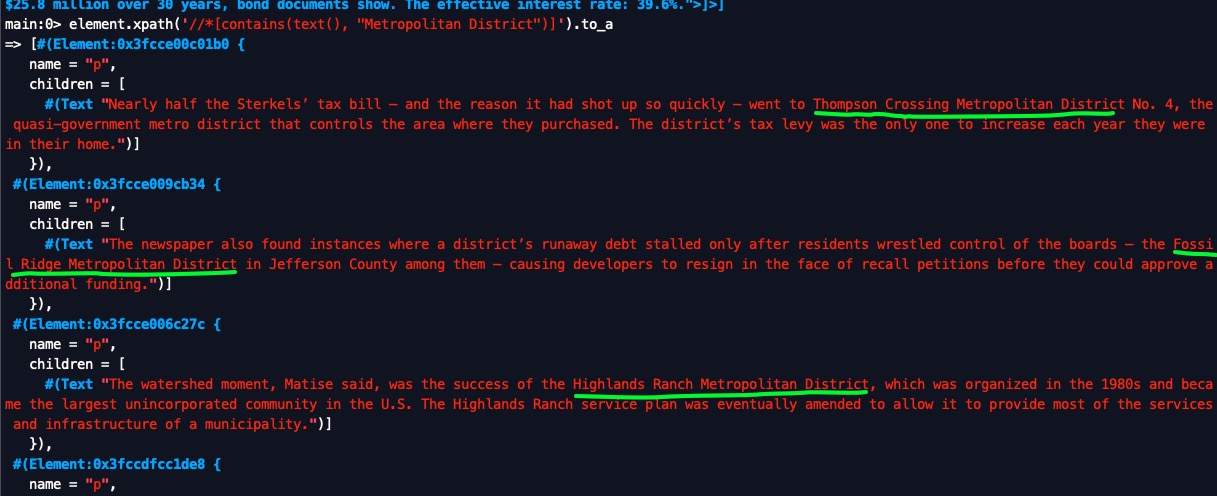 $25.8 million over 30 years, bond documents show. The effective interest rate: 39.6%.">]>]
main:0> element.xpath('//*[contains(text(), "Metropolitan District")]').to_a
=> [#(Element:0x3fcce00c01b0 {
name = "p",
children = [
#(Text "Nearly half the Sterkels’ tax bill — and the reason it had shot up so quickly — went to Thompson Crossing Metropolitan District No. 4, the
quasi-government metro district that controls the area where they purchased. The district’s tax levy was the only one to increase each year they were
in their home.")]
}),
#(Element:0x3fcce009cb34 {
name = "p",
children = [
#(Text "The newspaper also found instances where a district’s runaway debt stalled only after residents wrestled control of the boards — the Fossi
l Ridge Metropolitan District in Jefferson County among them — causing developers to resign in the face of recall petitions before they could approve a
dditional funding.")]
}),
#(Element:0x3fcce006c27c {
name = "p",
children = [
#(Text "The watershed moment, Matise said, was the success of the Highlands Ranch Metropolitan District, which was organized in the 1980s and beca
me the largest unincorporated community in the U.S. The Highlands Ranch service plan was eventually amended to allow it to provide most of the services
and infrastructure of a municipality.")]
}),
#(Element:0x3fccdfcc1de8 {
name = "p",